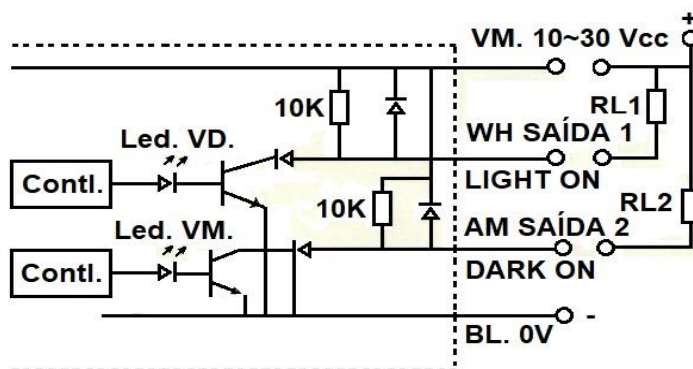 VM. 10~30 Vcc
+
10K
RL1
Led. VD.
WH SAÍDA 1
Contl.
LIGHT ON
10K
RL2
Led. VM.
AM SAÍDA 2
Contl.
DARK ON
-
BL. 0V